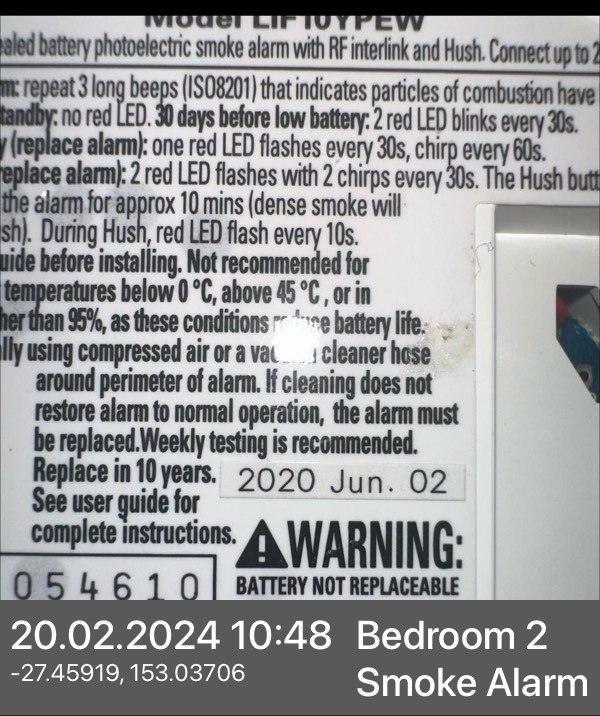 Model LIF10YPEW
ealed battery photoelectric smoke alarm with RF interlink and Hush. Connect up to 2
m: repeat 3 long beeps (ISO8201) that indicates particles of combustion have
tandby: no red LED. 30 days before low battery: 2 red LED blinks every 30s.
y (replace alarm): one red LED flashes every 30s, chirp every 60s.
replace alarm): 2 red LED flashes with 2 chirps every 30s. The Hush butt
the alarm for approx 10 mins (dense smoke will
sh). During Hush, red LED flash every 10s.
uide before installing. Not recommended for
temperatures below 0 °C, above 45 °C, or in
her than 95%, as these conditions reduce battery life.
lly using compressed air or a vacuum cleaner hose
around perimeter of alarm. If cleaning does not
restore alarm to normal operation, the alarm must
be replaced.Weekly testing is recommended.
Replace in 10 years. 2020 Jun. 02
See user guide for
complete instructions. WARNING:
054610 BATTERY NOT REPLACEABLE
20.02.2024 10:48 Bedroom 2
-27.45919, 153.03706 Smoke Alarm